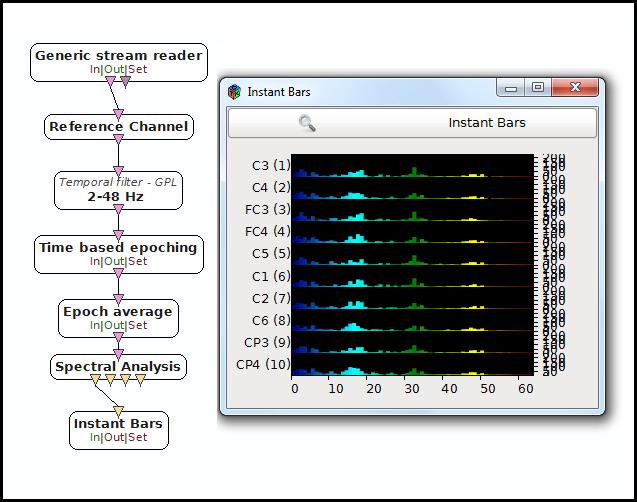 Generic stream reader
In|Out|Set
Reference Channel
Temporal filter - GPL
2-48 Hz
Time based epoching
In|Out|Set
Epoch average
In|Out|Set
Spectral Analysis
Instant Bars
In|Out|Set
Instant Bars
Instant Bars
C3 (1)
C4 (2)
FC3 (3)
FC4 (4)
C5 (5)
C1 (6)
C2 (7)
C6 (8)
CP3 (9)
CP4 (10)
0 10 20 30 40 50 60